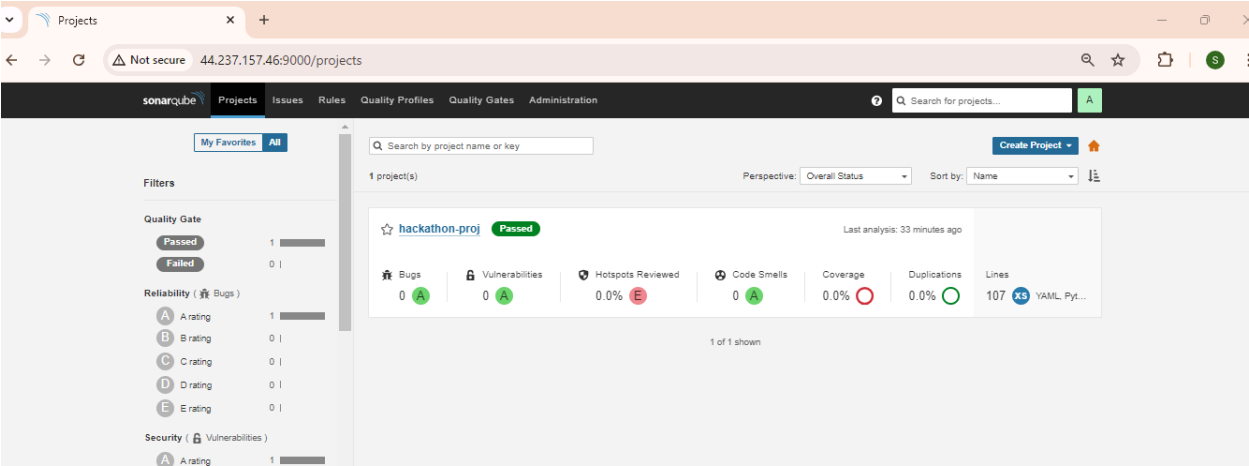 Projects
Not secure 44.237.157.46:9000/projects
S
sonarqube Projects Issues Rules Quality Profiles Quality Gates Administration
? Search for projects... A
My Favorites All
Search by project name or key
Create Project
1 project(s)
Perspective: Overall Status Sort by: Name
Filters
Quality Gate
Passed 1
Failed 0
Reliability ( Bugs )
A A rating 1
B B rating 0
C C rating 0
D D rating 0
E E rating 0
Security ( Vulnerabilities )
A A rating 1
hackathon-proj Passed
Last analysis: 33 minutes ago
Bugs Vulnerabilities Hotspots Reviewed Code Smells Coverage Duplications Lines
0 A 0 A 0.0% E 0 A 0.0% 0.0% 107 XS YAML, Pyt...
1 of 1 shown